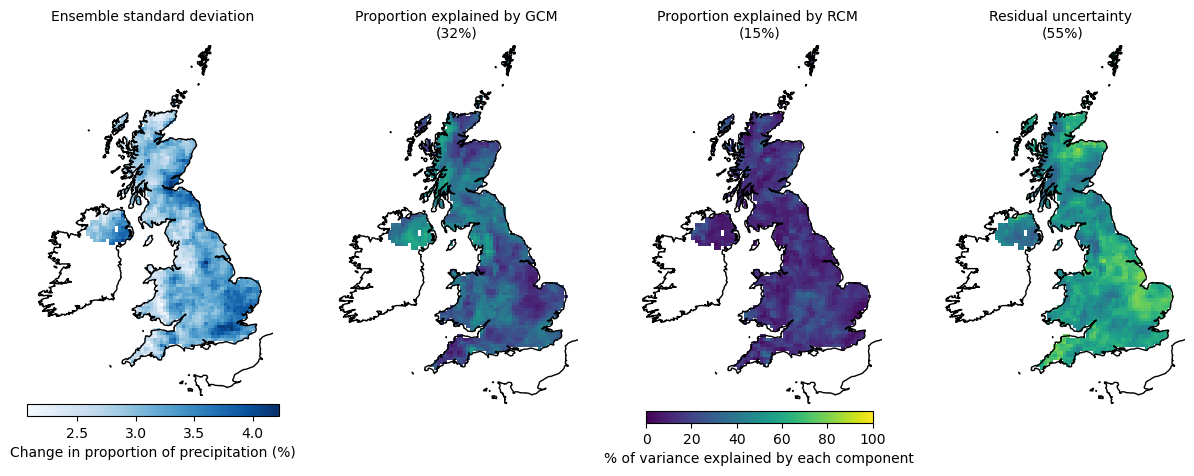 Ensemble standard deviation
Proportion explained by GCM
(32%)
Proportion explained by RCM
(15%)
Residual uncertainty
(55%)
2.5 3.0 3.5 4.0
Change in proportion of precipitation (%)
0 20 40 60 80 100
% of variance explained by each component